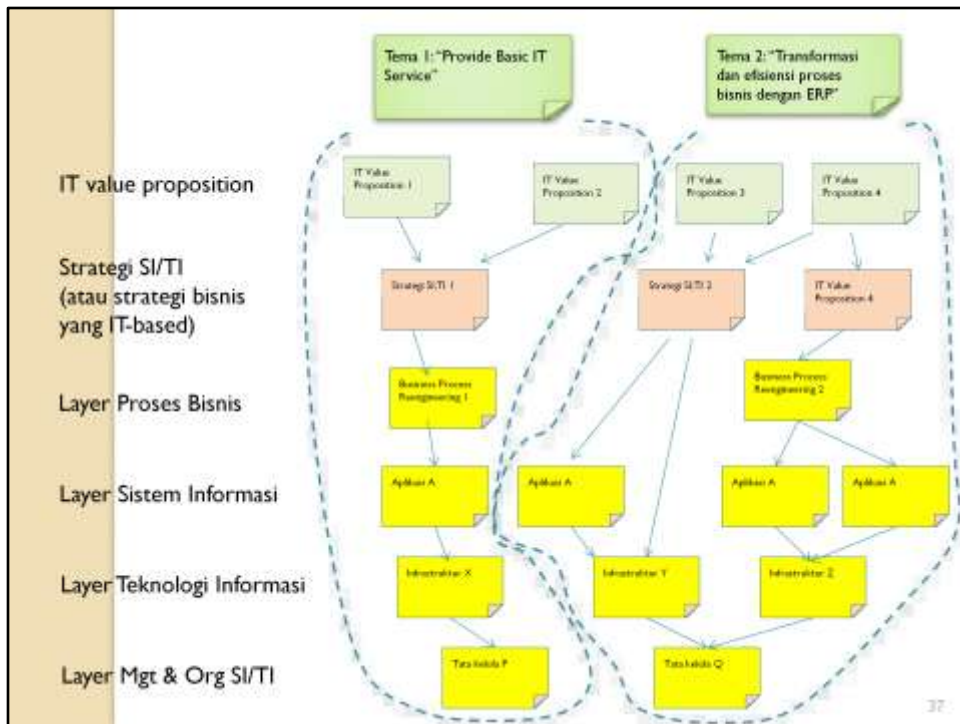 Tema 1: "Provide Basic IT
Service"
Tema 2: "Transformasi
dan efisiensi proses
bisnis dengan ERP"
IT value proposition
IT Value
Proposition 1
IT Value
Proposition 2
IT Value
Proposition 3
IT Value
Proposition 4
Strategi SI/TI
(atau strategi bisnis
yang IT-based)
Strategi SI.TI 1
Strategi SI.TI 2
IT Value
Proposition 4
Layer Proses Bisnis
Business Process
Reengineering 1
Business Process
Reengineering 2
Layer Sistem Informasi
Aplikasi A
Aplikasi A
Aplikasi A
Aplikasi A
Layer Teknologi Informasi
Infrastruktur X
Infrastruktur Y
Infrastruktur Z
Layer Mgt & Org SI/TI
Tata kelola P
Tata kelola Q
37